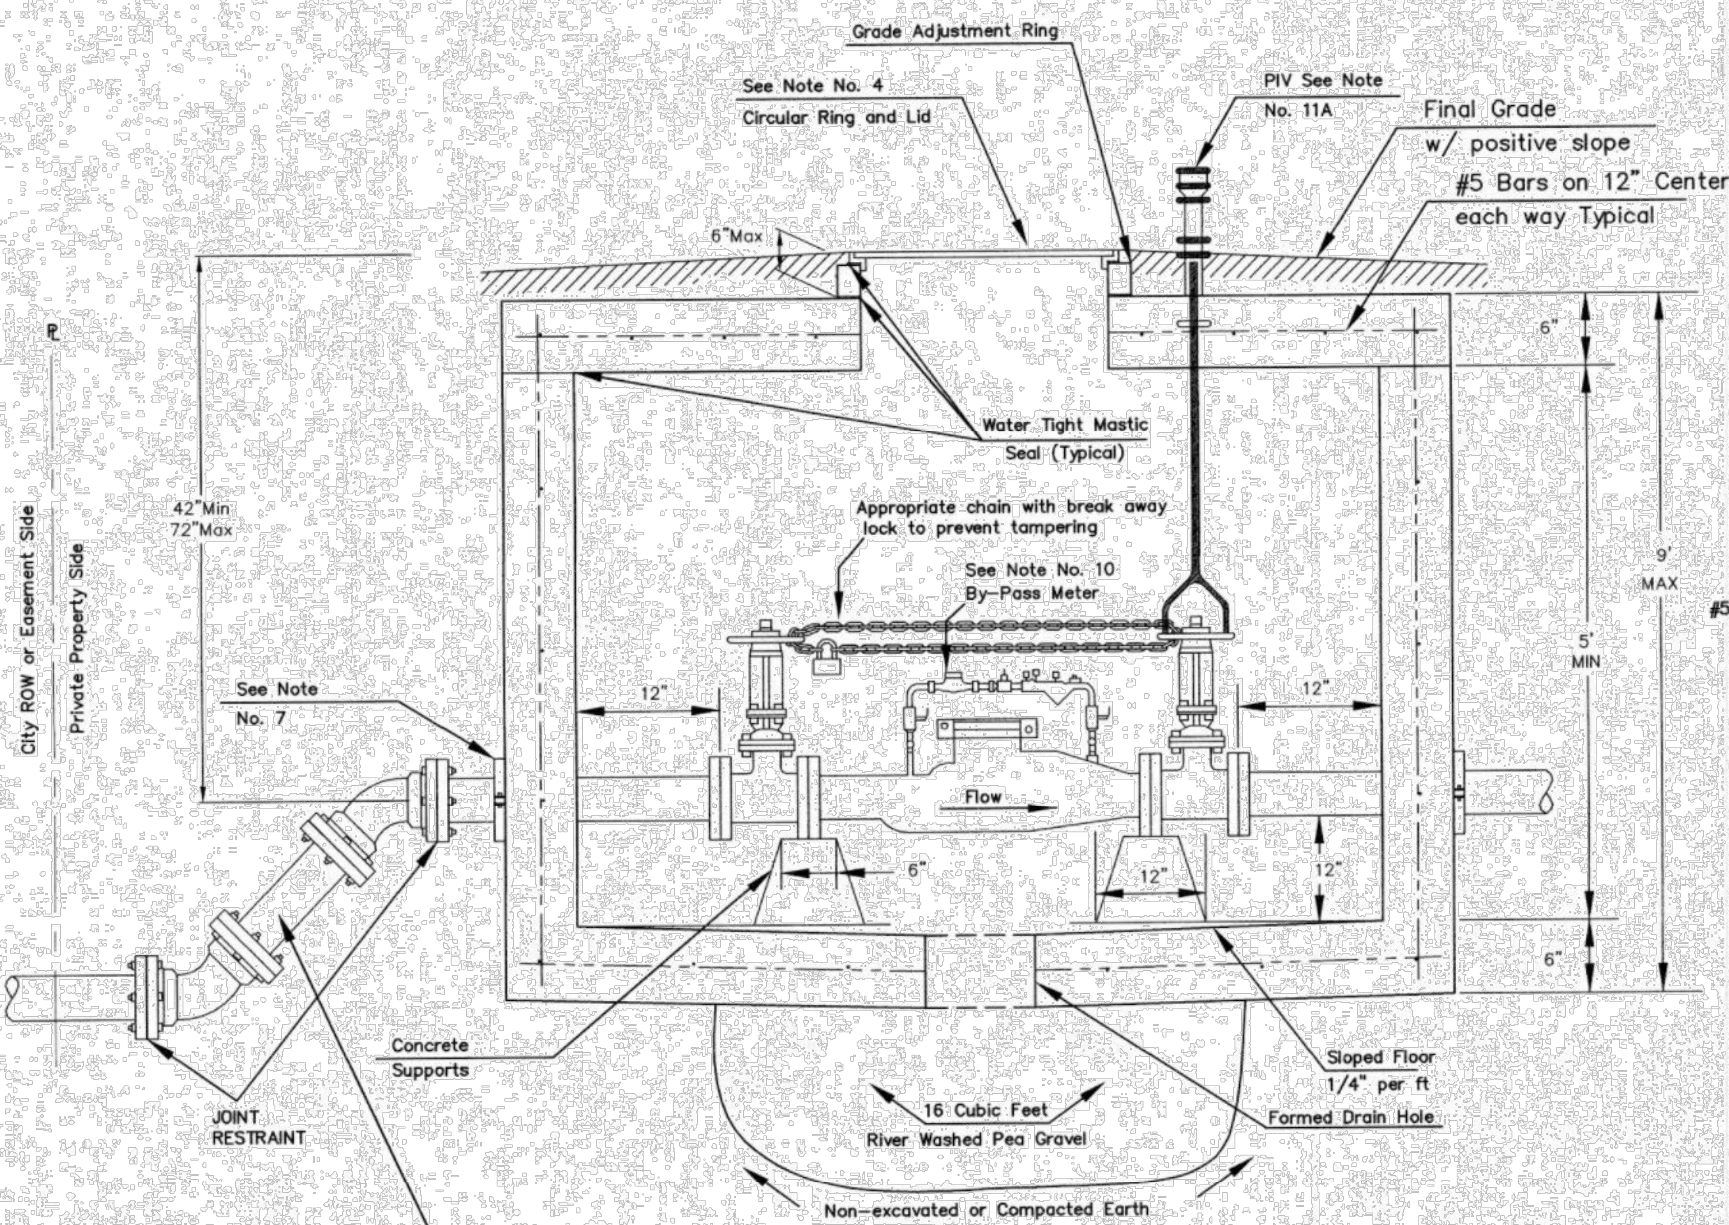 Grade Adjustment Ring
See Note No. 4
Circular Ring and Lid
PIV See Note
No. 11A
Final Grade
w/ positive slope
#5 Bars on 12" Center
each way Typical
6"Max
℄
6"
Water Tight Mastic
Seal (Typical)
42"Min
72"Max
Appropriate chain with break away
lock to prevent tampering
See Note No. 10
By-Pass Meter
9'
MAX
#5
5'
MIN
City ROW or Easement Side
Private Property Side
See Note
No. 7
12"
12"
Flow
6"
12"
12"
6"
Concrete
Supports
Sloped Floor
1/4" per ft
JOINT
RESTRAINT
16 Cubic Feet
River Washed Pea Gravel
Formed Drain Hole
Non-excavated or Compacted Earth